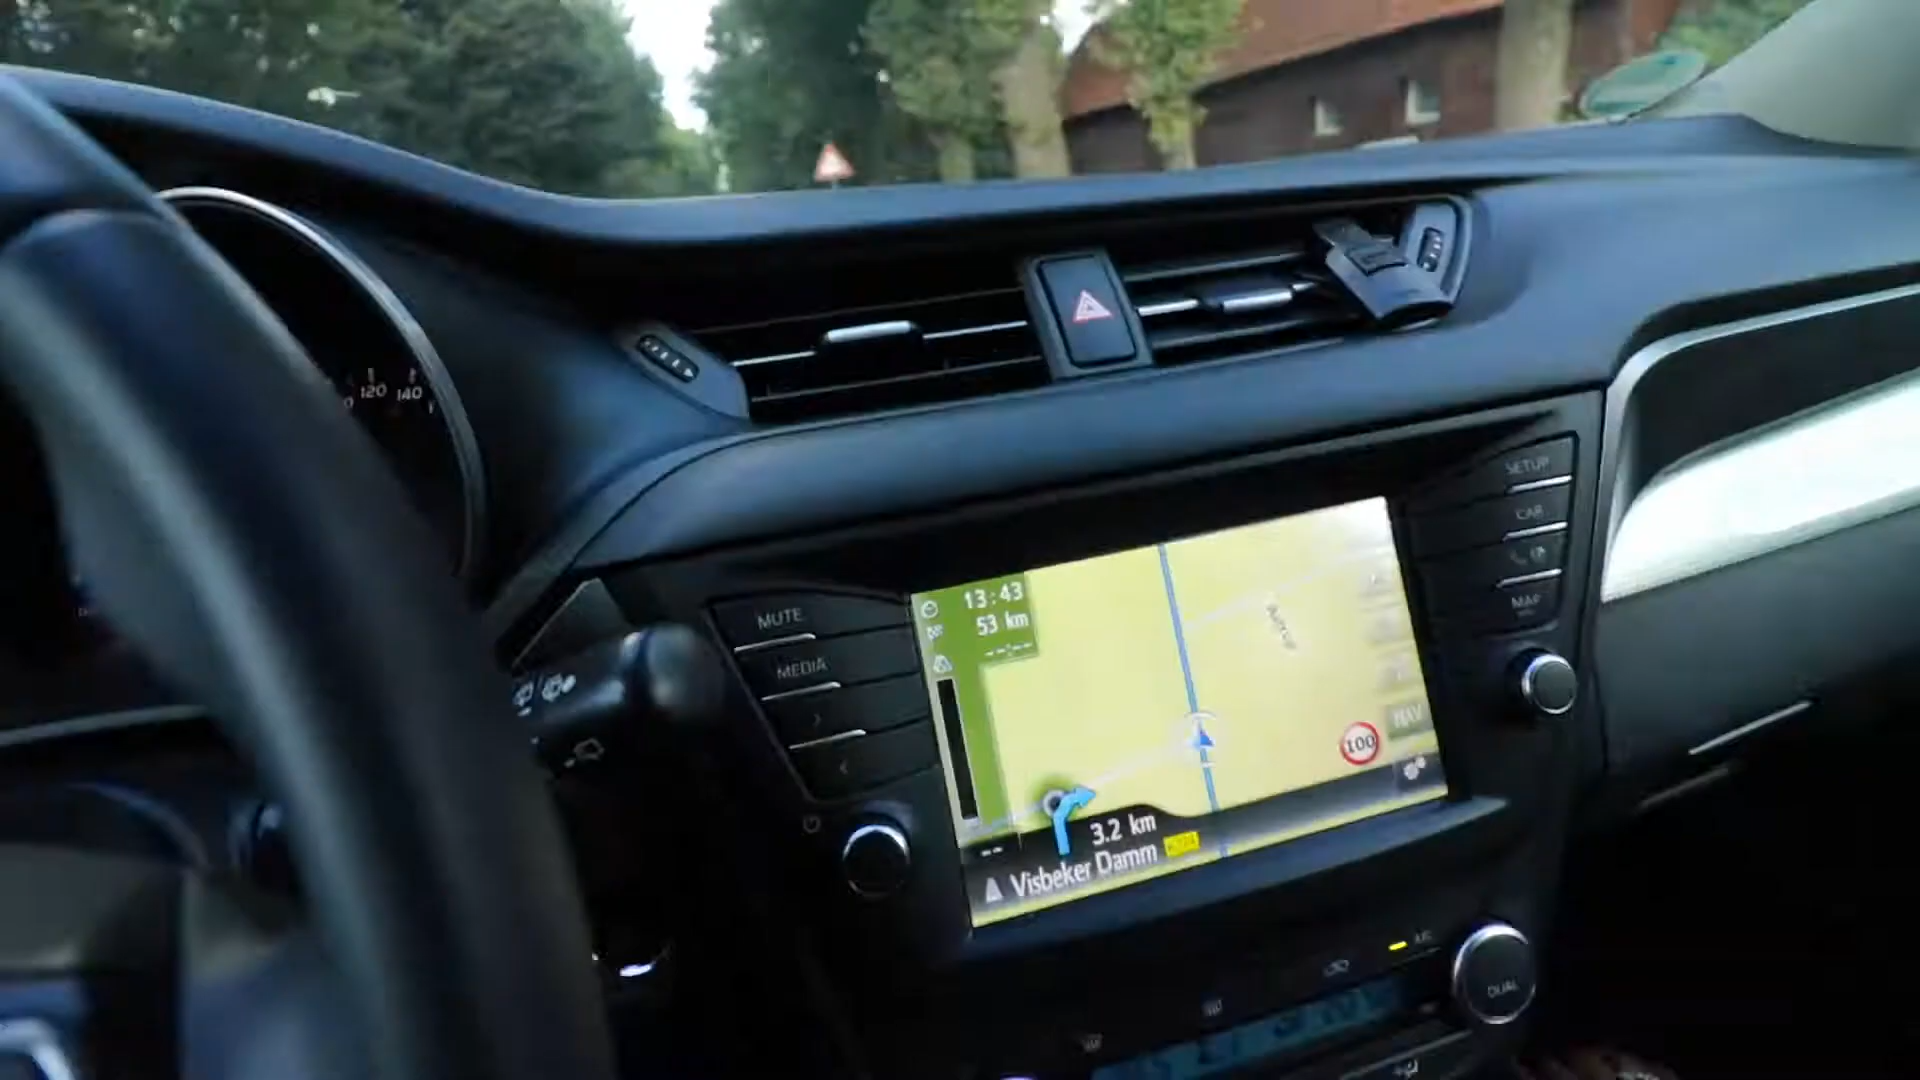 120 140
SETUP
CAR
MAP
MUTE
MEDIA
13:43
53 km
--:--
100
NAV
3.2 km
--
Visbeker Damm
A/C
DUAL